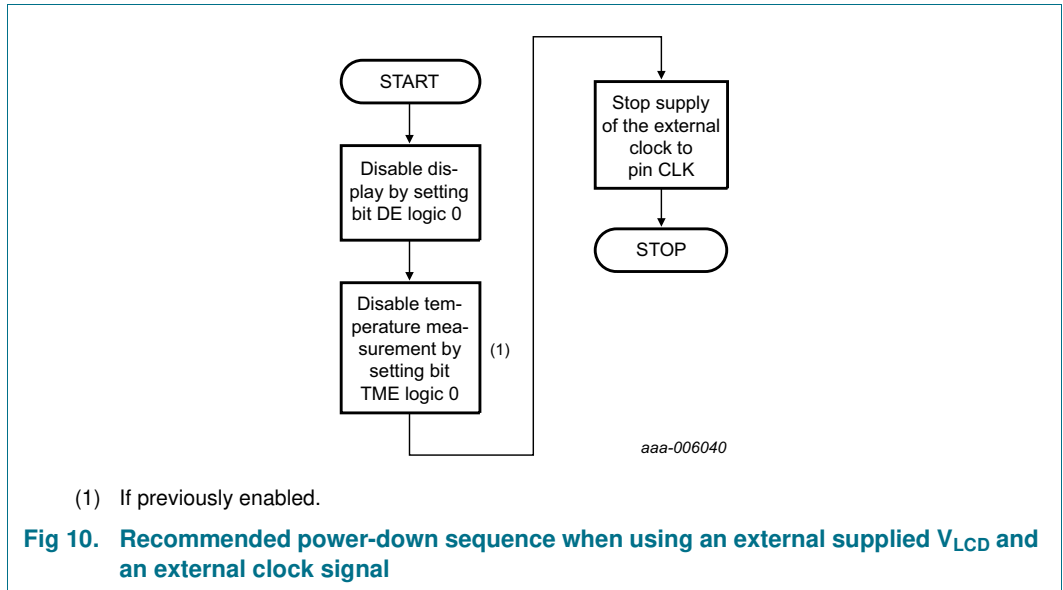 START
Disable dis-
play by setting
bit DE logic 0
Disable tem-
perature mea-
surement by
setting bit
TME logic 0
(1)
Stop supply
of the external
clock to
pin CLK
STOP
aaa-006040
(1) If previously enabled.
Fig 10. Recommended power-down sequence when using an external supplied VLCD and
an external clock signal